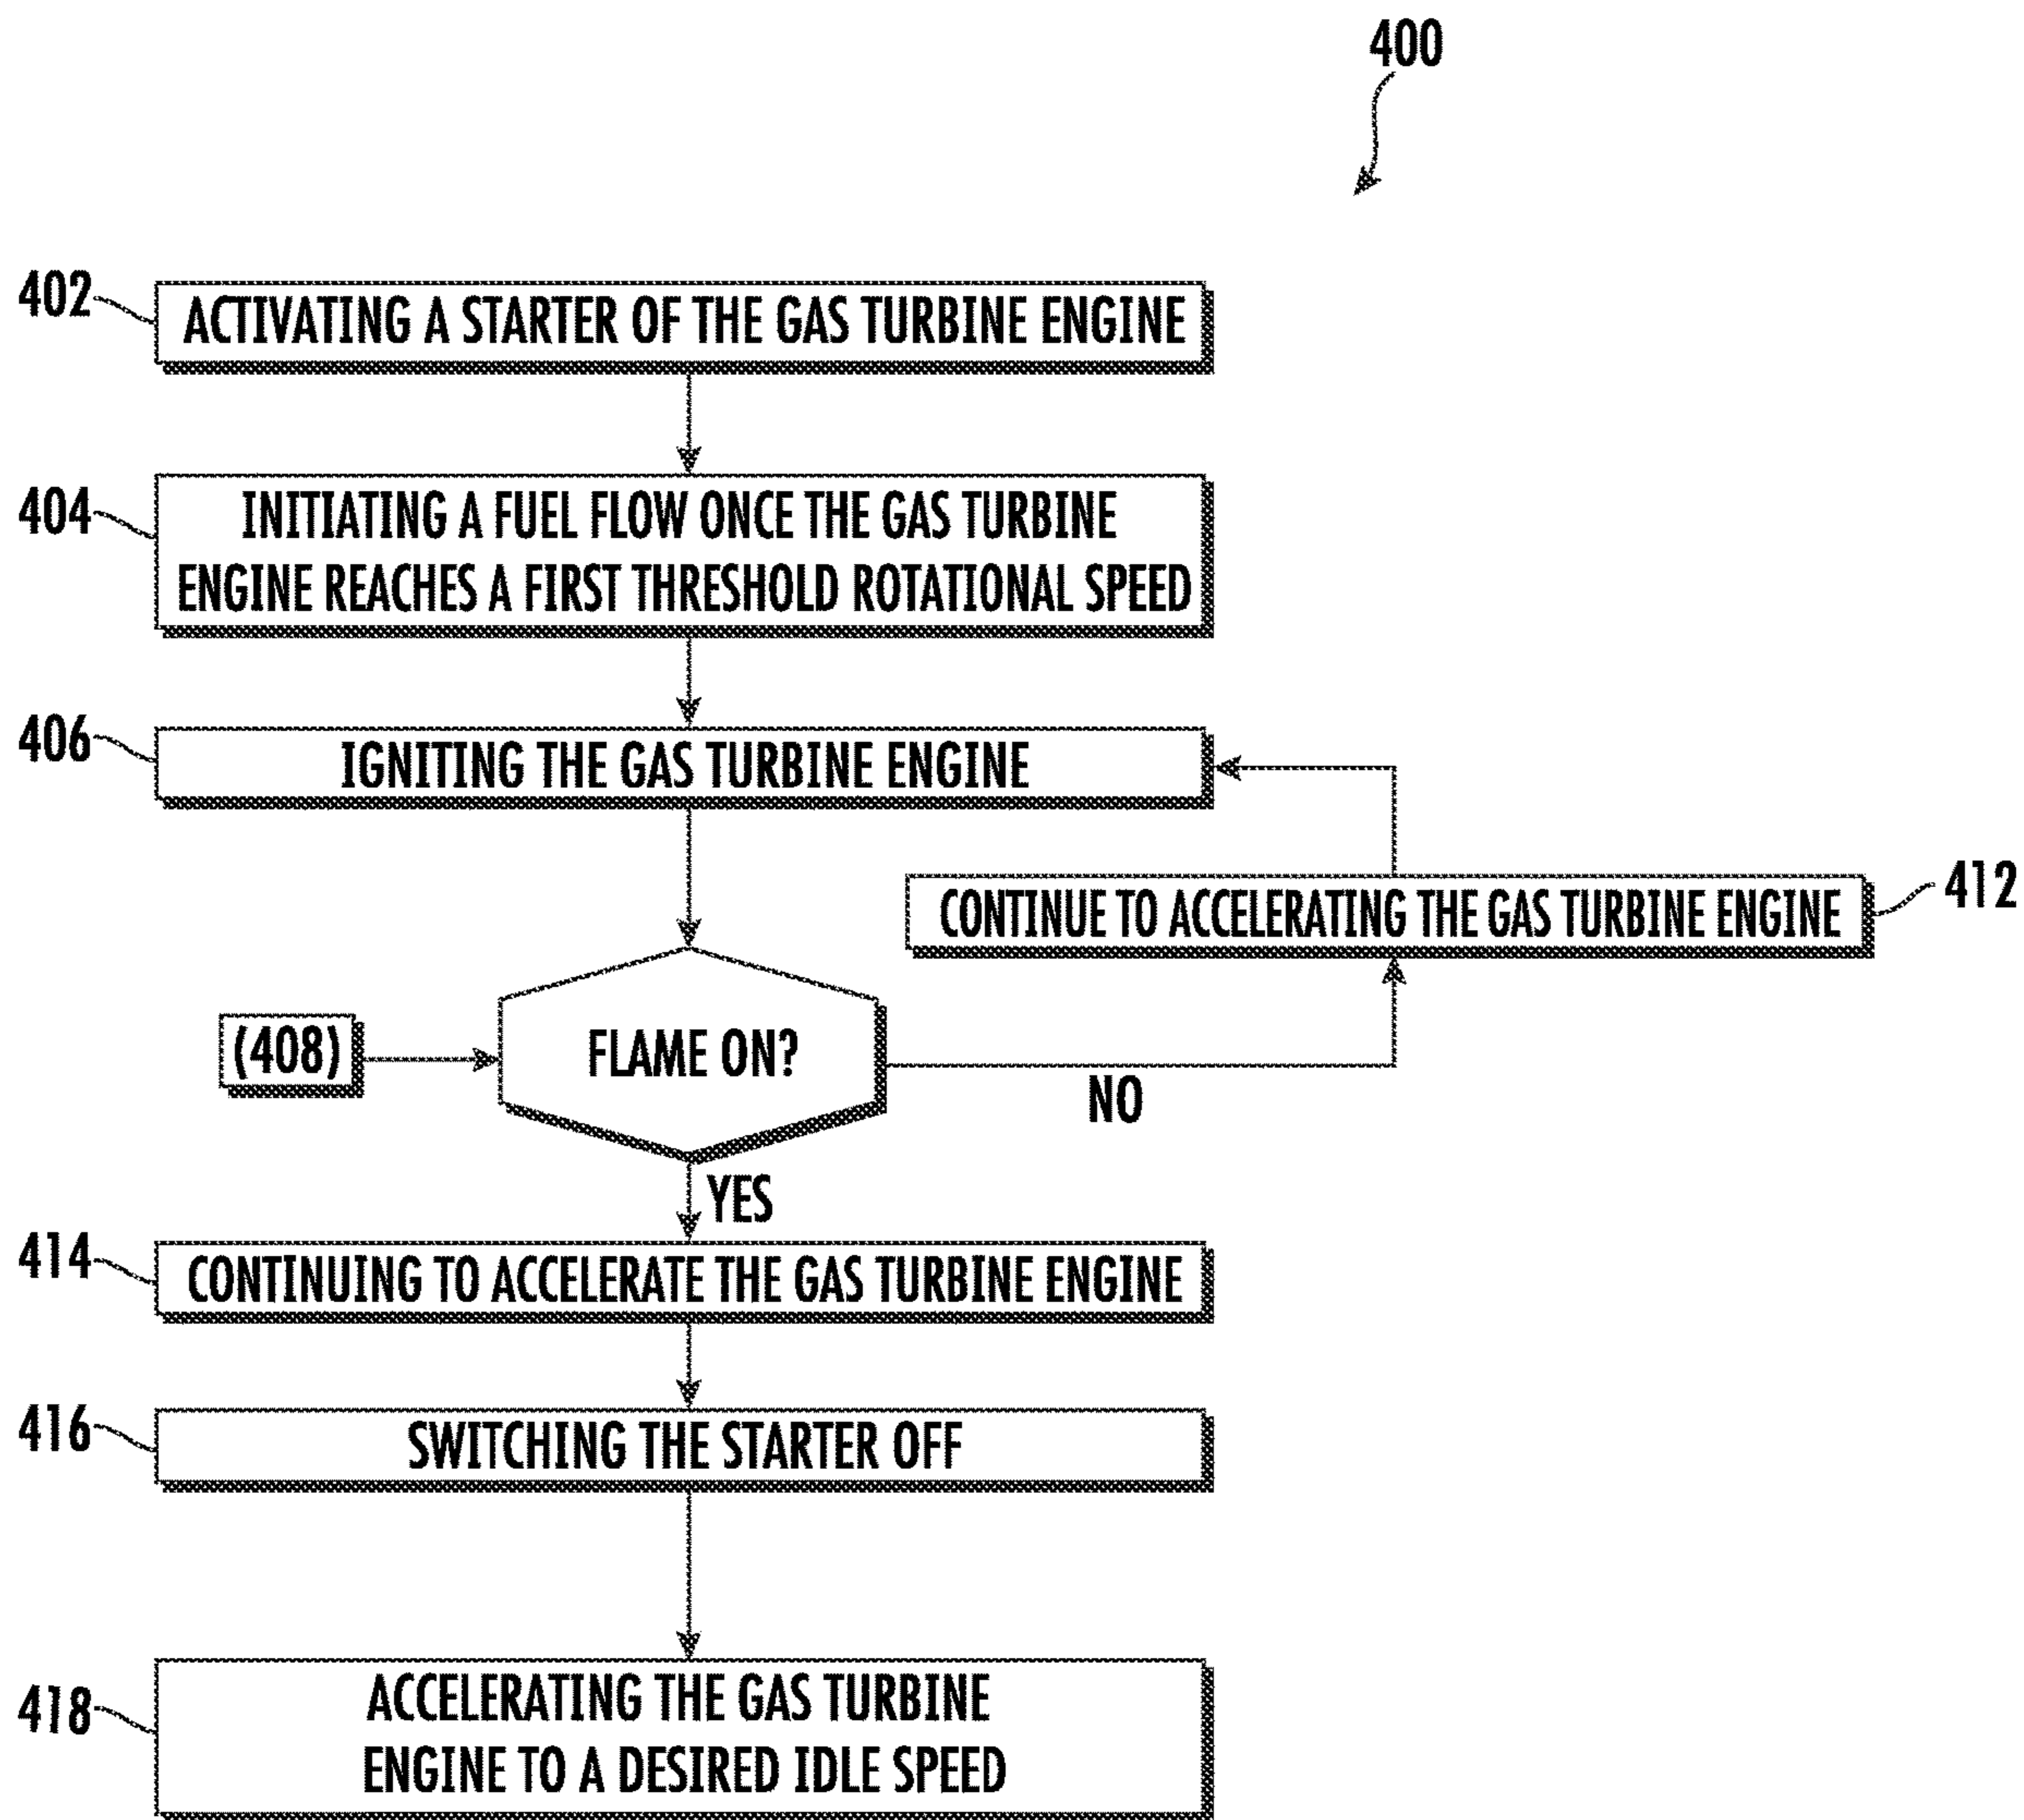 400
402
ACTIVATING A STARTER OF THE GAS TURBINE ENGINE
404
INITIATING A FUEL FLOW ONCE THE GAS TURBINE
ENGINE REACHES A FIRST THRESHOLD ROTATIONAL SPEED
406
IGNITING THE GAS TURBINE ENGINE
CONTINUE TO ACCELERATING THE GAS TURBINE ENGINE
412
(408)
FLAME ON?
NO
YES
414
CONTINUING TO ACCELERATE THE GAS TURBINE ENGINE
416
SWITCHING THE STARTER OFF
418
ACCELERATING THE GAS TURBINE
ENGINE TO A DESIRED IDLE SPEED